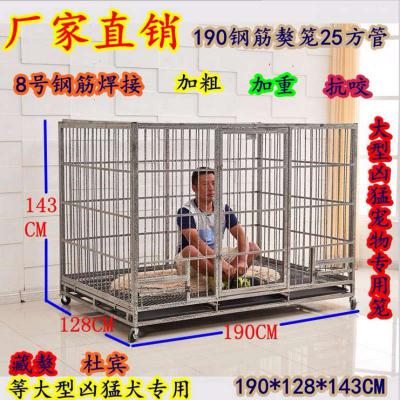 厂家直销
190钢筋獒笼25方管
8号钢筋焊接 加粗 加重 抗咬
大型凶猛宠物专用笼
143
CM
128CM
190CM
藏獒 杜宾
等大型凶猛犬专用
190*128*143CM